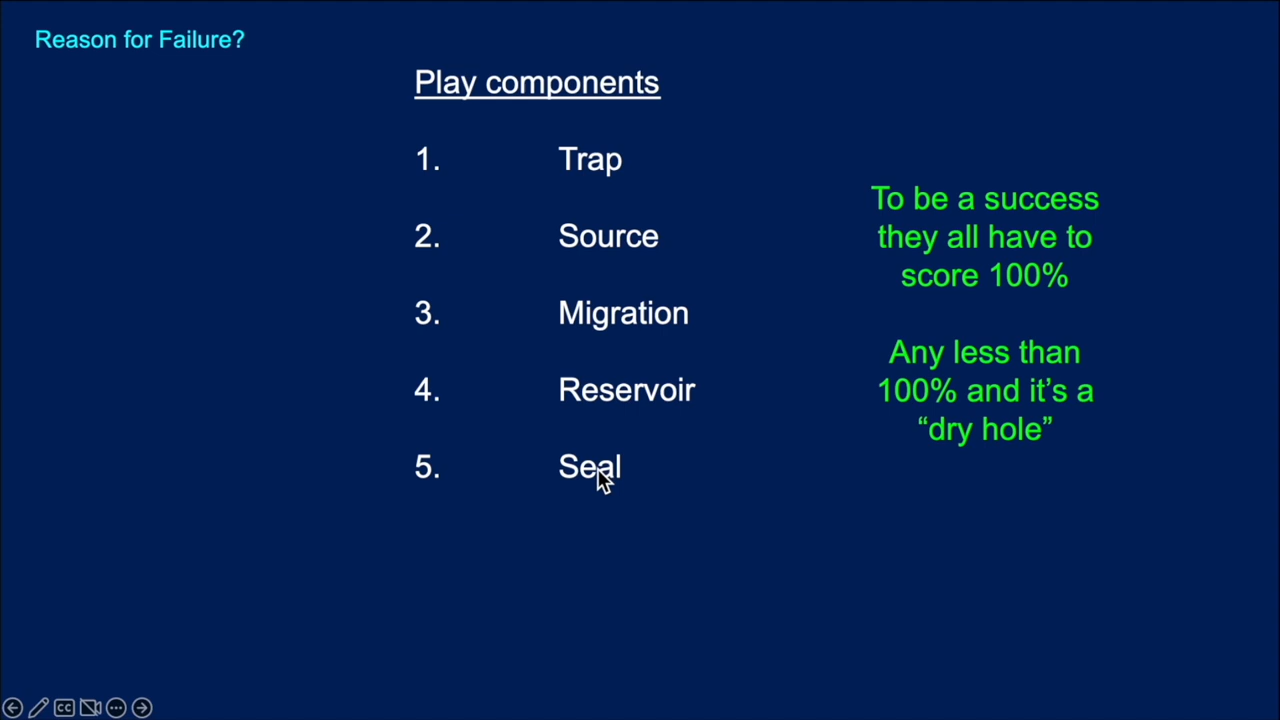 Reason for Failure?
Play components
1. Trap
2. Source
3. Migration
4. Reservoir
5. Seal
To be a success
they all have to
score 100%
Any less than
100% and it’s a
“dry hole”
CC